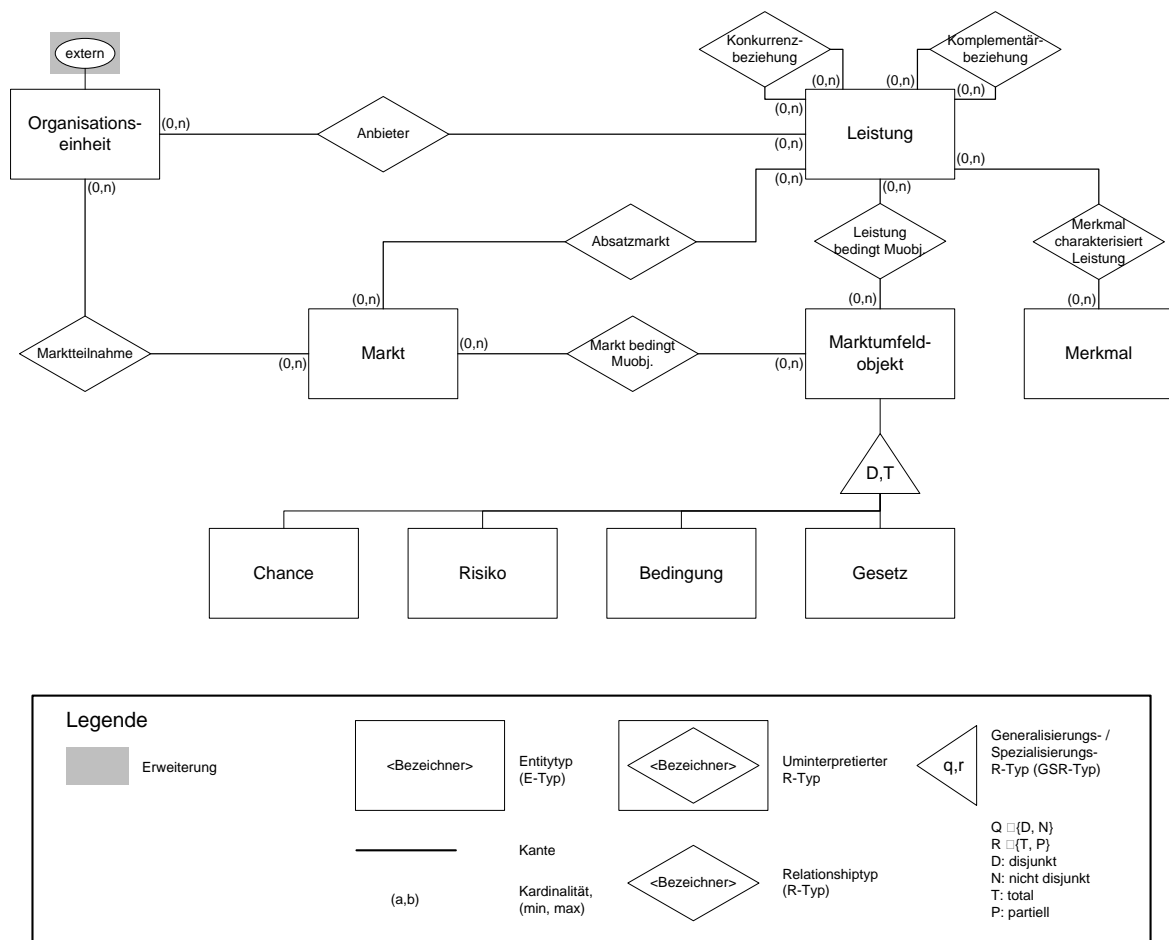 extern
Organisations-
einheit
(0,n)
(0,n)
Anbieter
Konkurrenz-
beziehung
(0,n)
(0,n)
Komplementär-
beziehung
(0,n)
(0,n)
Leistung
(0,n)
(0,n)
(0,n)
(0,n)
Absatzmarkt
(0,n)
Leistung
bedingt Muobj.
(0,n)
Merkmal
charakterisiert
Leistung
(0,n)
Marktteilnahme
(0,n)
Markt
(0,n)
Markt bedingt
Muobj.
(0,n)
Marktumfeld-
objekt
Merkmal
D,T
Chance
Risiko
Bedingung
Gesetz
Legende
Erweiterung
<Bezeichner>
Entitytyp
(E-Typ)
<Bezeichner>
Uminterpretierter
R-Typ
q,r
Generalisierungs- /
Spezialisierungs-
R-Typ (GSR-Typ)
Kante
(a,b)
Kardinalität,
(min, max)
<Bezeichner>
Relationshiptyp
(R-Typ)
Q □{D, N}
R □{T, P}
D: disjunkt
N: nicht disjunkt
T: total
P: partiell